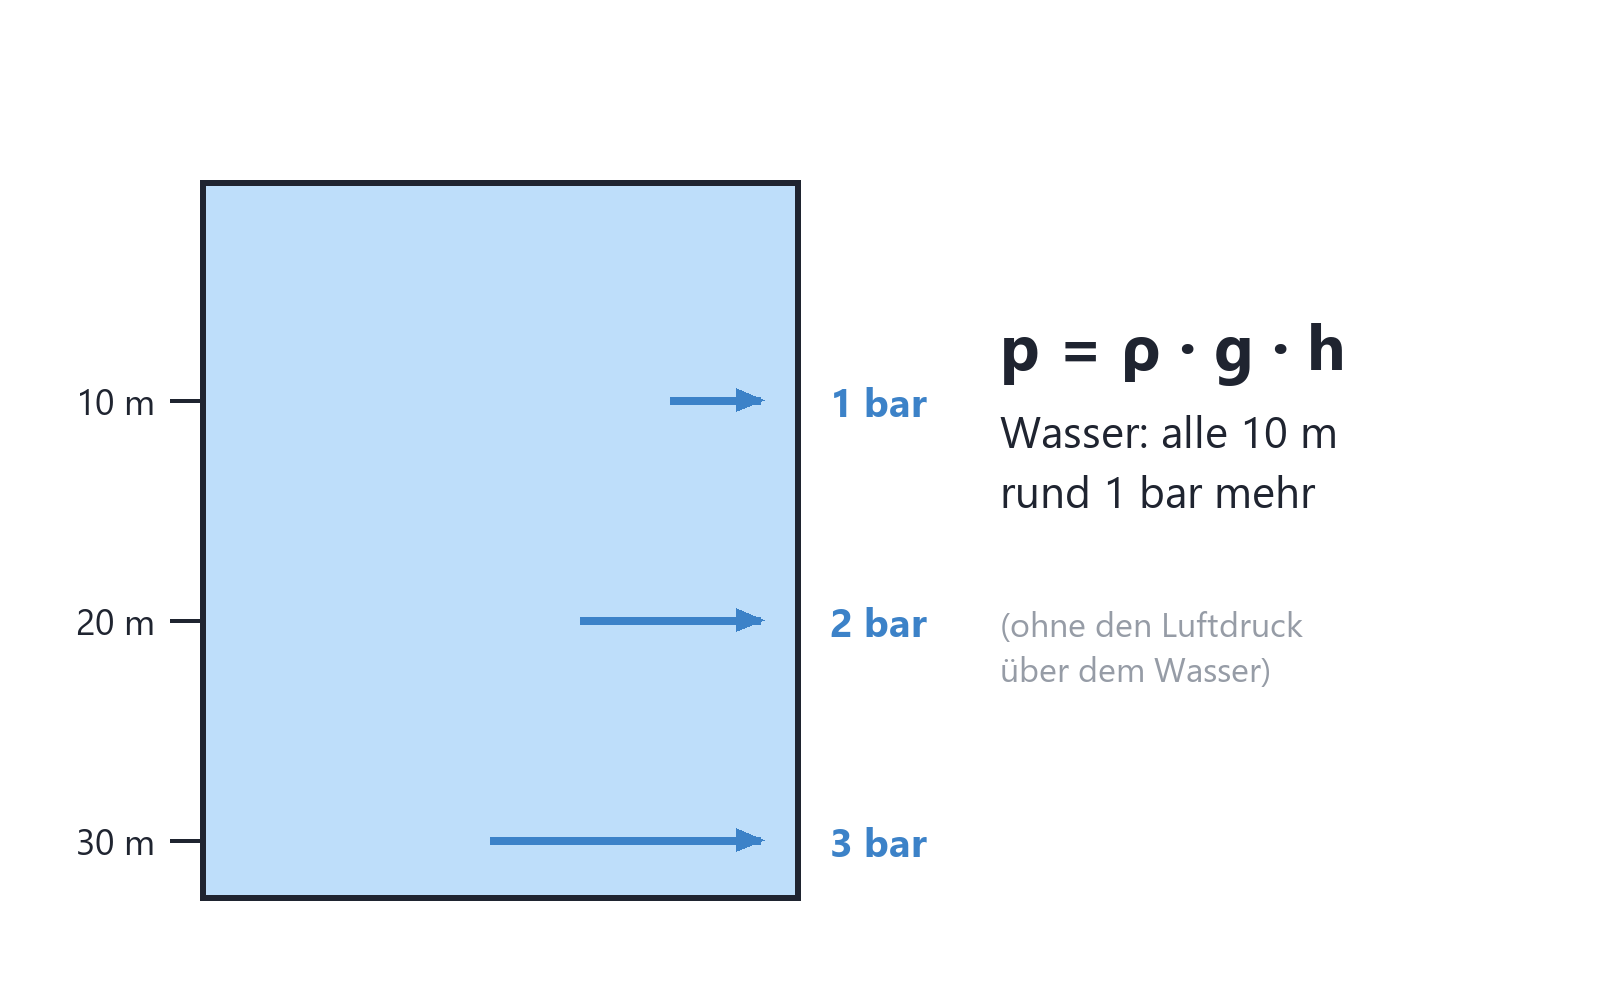 10 m
1 bar
20 m
2 bar
30 m
3 bar
p = ρ · g · h
Wasser: alle 10 m
rund 1 bar mehr
(ohne den Luftdruck
über dem Wasser)